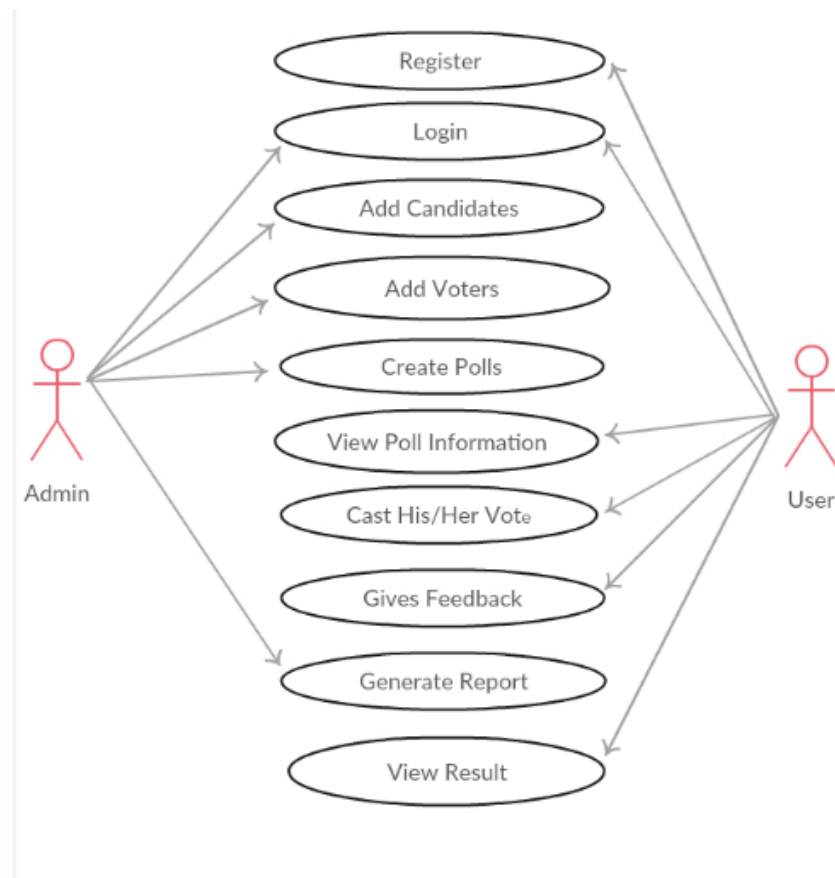 Register
Login
Add Candidates
Add Voters
Create Polls
View Poll Information
Admin
User
Cast His/Her Vote
Gives Feedback
Generate Report
View Result